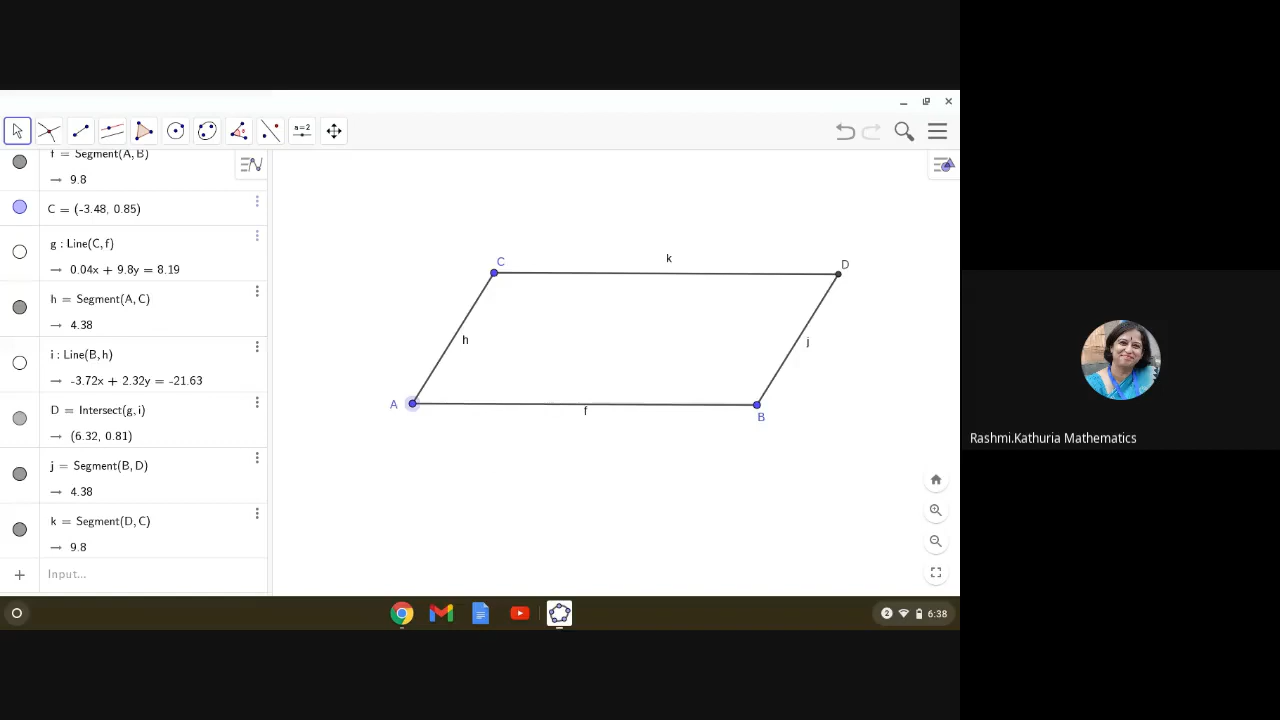 f = Segment(A, B)
→ 9.8
C = (-3.48, 0.85)
g : Line(C, f)
→ 0.04x + 9.8y = 8.19
h = Segment(A, C)
→ 4.38
i : Line(B, h)
→ -3.72x + 2.32y = -21.63
D = Intersect(g, i)
→ (6.32, 0.81)
j = Segment(B, D)
→ 4.38
k = Segment(D, C)
→ 9.8
Input...
a=2
C
k
D
h
j
A
f
B
2
6:38
Rashmi.Kathuria Mathematics